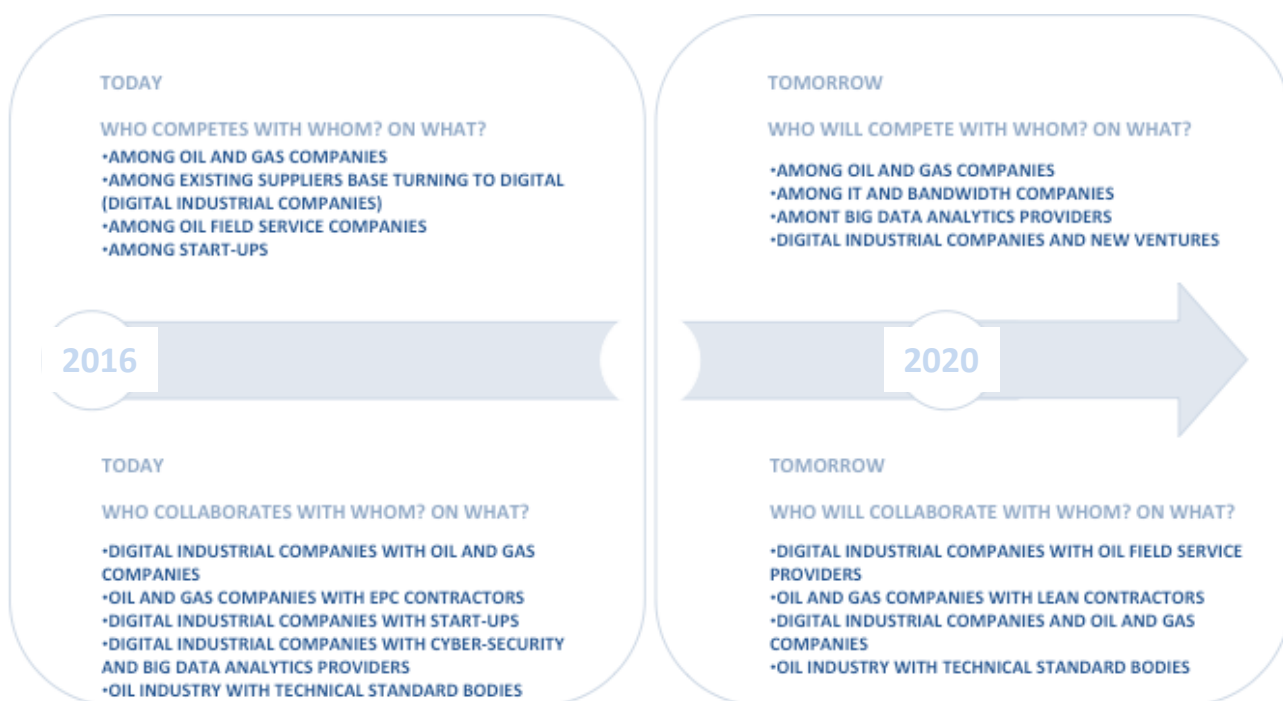 TODAY
WHO COMPETES WITH WHOM? ON WHAT?
•AMONG OIL AND GAS COMPANIES
•AMONG EXISTING SUPPLIERS BASE TURNING TO DIGITAL
(DIGITAL INDUSTRIAL COMPANIES)
•AMONG OIL FIELD SERVICE COMPANIES
•AMONG START-UPS
TOMORROW
WHO WILL COMPETE WITH WHOM? ON WHAT?
•AMONG OIL AND GAS COMPANIES
•AMONG IT AND BANDWIDTH COMPANIES
•AMONT BIG DATA ANALYTICS PROVIDERS
•DIGITAL INDUSTRIAL COMPANIES AND NEW VENTURES
2016
2020
TODAY
WHO COLLABORATES WITH WHOM? ON WHAT?
•DIGITAL INDUSTRIAL COMPANIES WITH OIL AND GAS
COMPANIES
•OIL AND GAS COMPANIES WITH EPC CONTRACTORS
•DIGITAL INDUSTRIAL COMPANIES WITH START-UPS
•DIGITAL INDUSTRIAL COMPANIES WITH CYBER-SECURITY
AND BIG DATA ANALYTICS PROVIDERS
•OIL INDUSTRY WITH TECHNICAL STANDARD BODIES
TOMORROW
WHO WILL COLLABORATE WITH WHOM? ON WHAT?
•DIGITAL INDUSTRIAL COMPANIES WITH OIL FIELD SERVICE
PROVIDERS
•OIL AND GAS COMPANIES WITH LEAN CONTRACTORS
•DIGITAL INDUSTRIAL COMPANIES AND OIL AND GAS
COMPANIES
•OIL INDUSTRY WITH TECHNICAL STANDARD BODIES